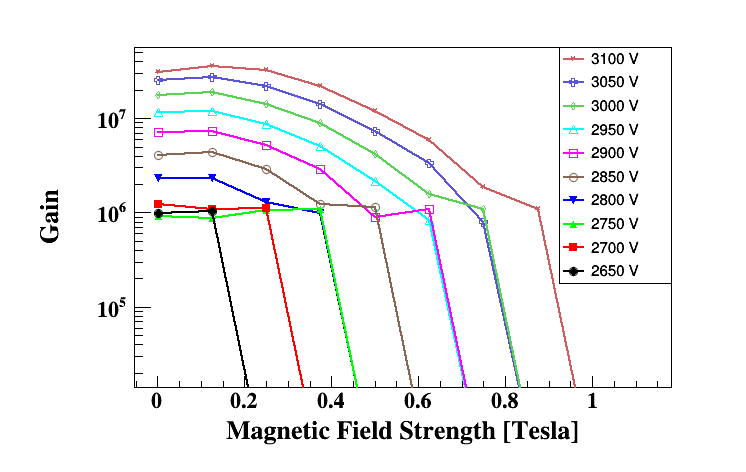 3100 V
3050 V
3000 V
2950 V
2900 V
2850 V
2800 V
2750 V
2700 V
2650 V
Gain
10⁷
10⁶
10⁵
0 0.2 0.4 0.6 0.8 1
Magnetic Field Strength [Tesla]